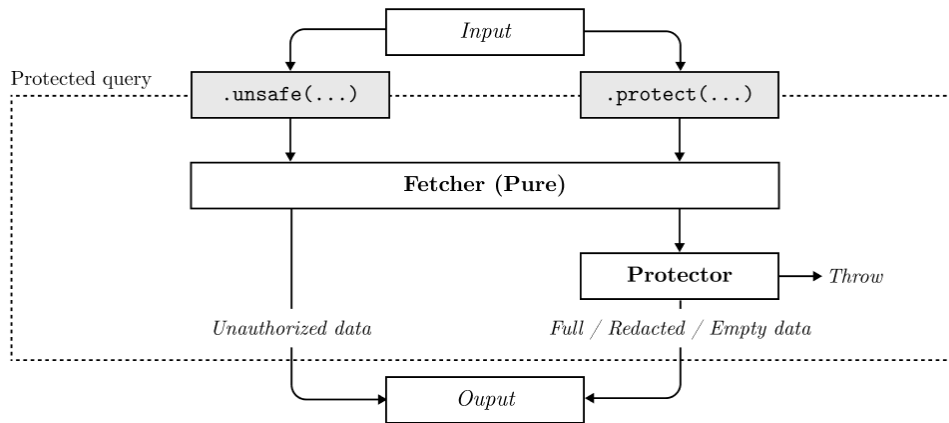 Input
Protected query
.unsafe(...)
.protect(...)
Fetcher (Pure)
Protector
Throw
Unauthorized data
Full / Redacted / Empty data
Ouput